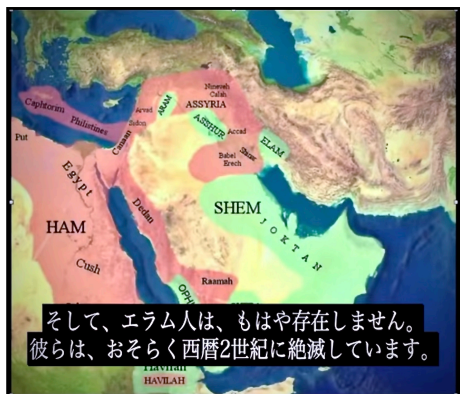 Nineveh
Calah
ASSYRIA
ARAM
Caphtorim
Philistines
Arvad
Sidon
Canaan
ASSHUR
Accad
Shinar
ELAM
Babel
Erech
Put
Egypt
Dedan
SHEM
JOKTAN
HAM
Cush
Raamah
OPH
そして、エラム人は、もはや存在しません。
彼らは、おそらく西暦2世紀に絶滅しています。
Havilah
HAVILAH